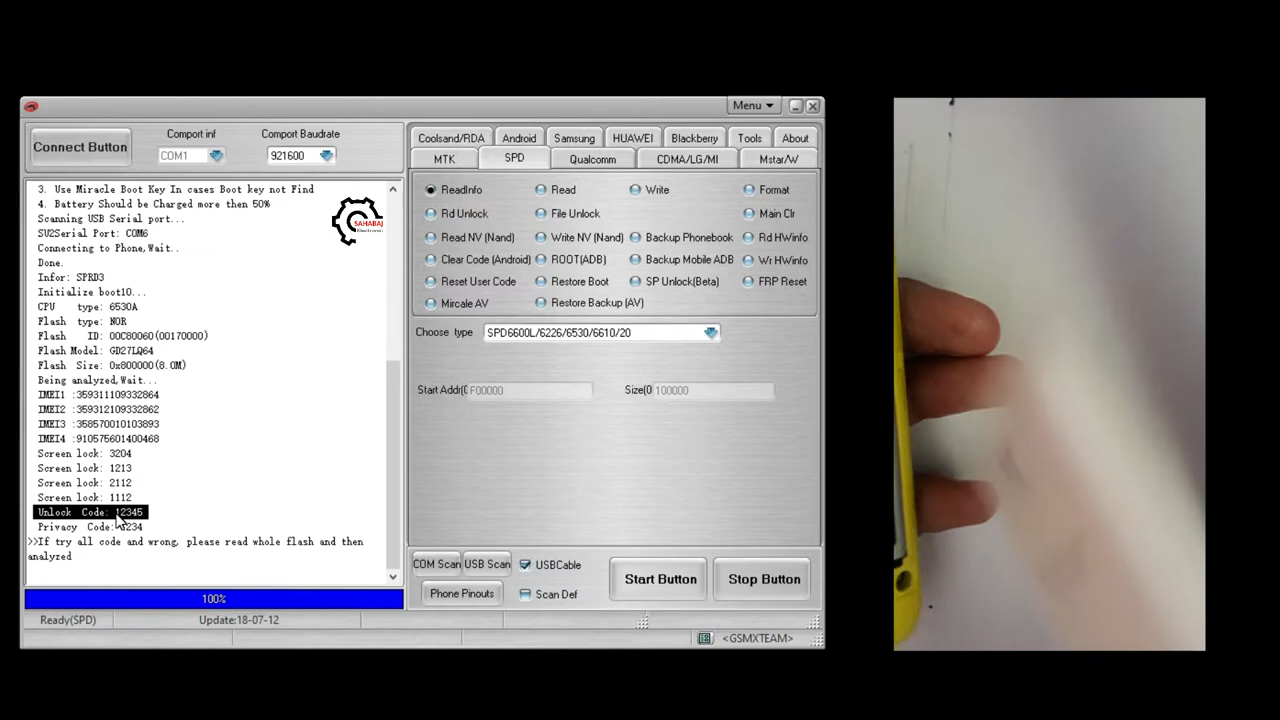 Menu
Connect Button
Comport inf
Comport Baudrate
COM1
921600
Coolsand/RDA
Android
Samsung
HUAWEI
Blackberry
Tools
About
MTK
SPD
Qualcomm
CDMA/LG/MI
Mstar/W
3. Use Miracle Boot Key In cases Boot key not Find
4. Battery Should be Charged more then 50%
Scanning USB Serial port...
SU2Serial Port: COM6
Connecting to Phone,Wait..
Done.
Infor: SPRD3
Initialize boot10...
CPU type: 6530A
Flash type: NOR
Flash ID: 00C80060(00170000)
Flash Model: GD27LQ64
Flash Size: 0x800000(8.0M)
Being analyzed,Wait...
IMEI1 :359311109332864
IMEI2 :359312109332862
IMEI3 :358570010103893
IMEI4 :910575601400468
Screen lock: 3204
Screen lock: 1213
Screen lock: 2112
Screen lock: 1112
Unlock Code: 12345
Privacy Code: 234
>>If try all code and wrong, please read whole flash and then
analyzed
SAHABAJ
Electronic
ReadInfo
Read
Write
Format
Rd Unlock
File Unlock
Main Clr
Read NV (Nand)
Write NV (Nand)
Backup Phonebook
Rd HWinfo
Clear Code (Android)
ROOT(ADB)
Backup Mobile ADB
Wr HWinfo
Reset User Code
Restore Boot
SP Unlock(Beta)
FRP Reset
Mircale AV
Restore Backup (AV)
Choose type
SPD6600L/6226/6530/6610/20
Start Addr(0
F00000
Size(0
100000
COM Scan
USB Scan
USBCable
Phone Pinouts
Scan Def
Start Button
Stop Button
100%
Ready(SPD)
Update:18-07-12
<GSMXTEAM>